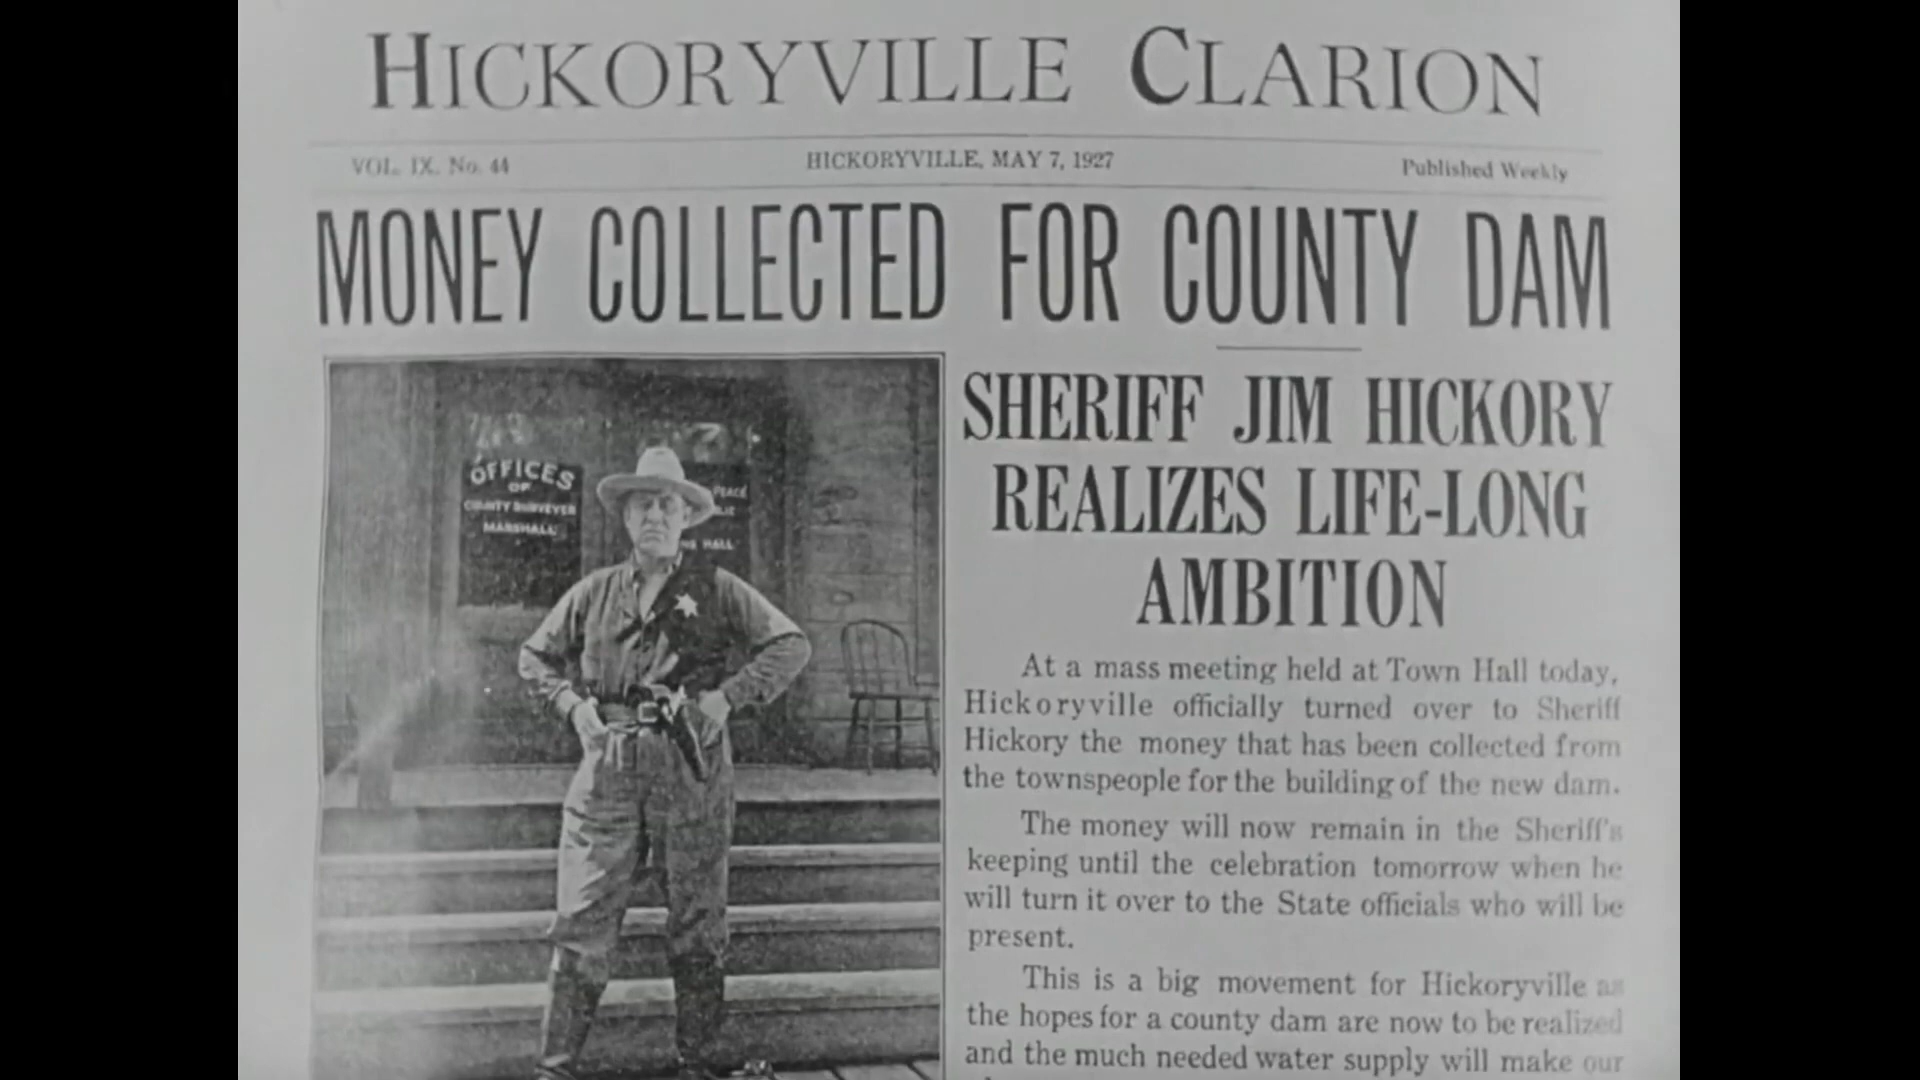 HICKORYVILLE CLARION
VOL. IX. No. 44
HICKORYVILLE, MAY 7, 1927
Published Weekly
MONEY COLLECTED FOR COUNTY DAM
OFFICES
OF
COUNTY SURVEYER
MARSHALL
PEACE
HALL
SHERIFF JIM HICKORY
REALIZES LIFE-LONG
AMBITION
At a mass meeting held at Town Hall today,
Hickoryville officially turned over to Sheriff
Hickory the money that has been collected from
the townspeople for the building of the new dam.
The money will now remain in the Sheriff's
keeping until the celebration tomorrow when he
will turn it over to the State officials who will be
present.
This is a big movement for Hickoryville as
the hopes for a county dam are now to be realized
and the much needed water supply will make our